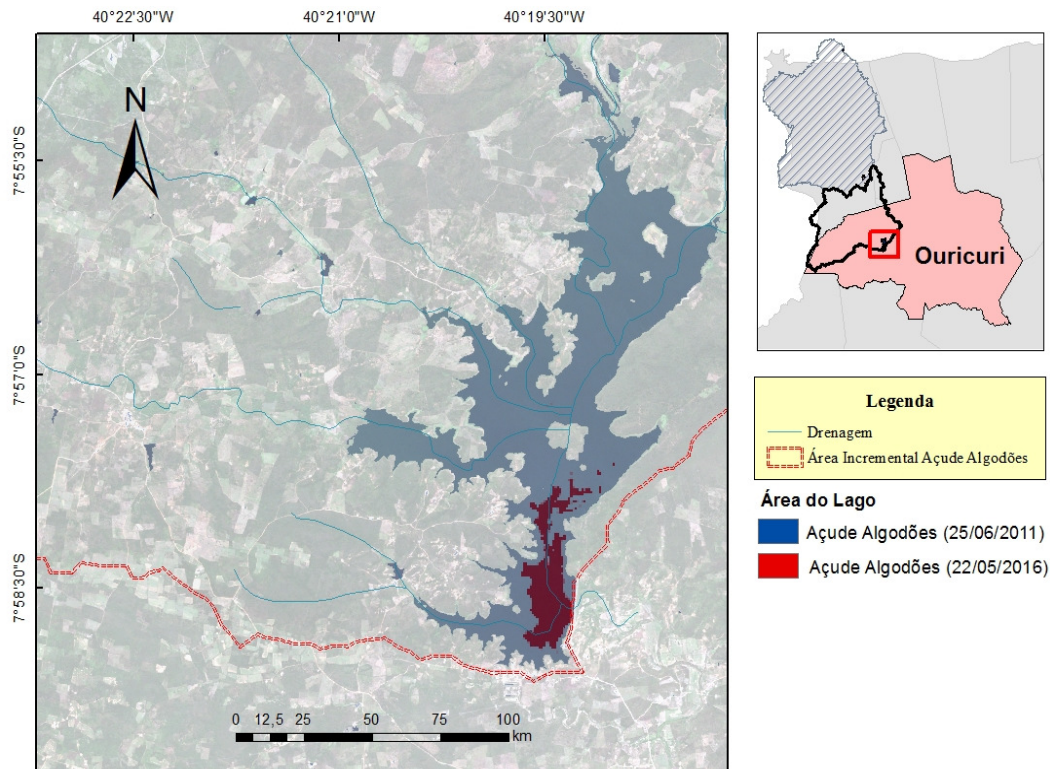 40°22'30"W 40°21'0"W 40°19'30"W
N
7°55'30"S
7°57'0"S
7°58'30"S
0 12,5 25 50 75 100
km
Ouricuri
Legenda
Drenagem
Área Incremental Açude Algodões
Área do Lago
Açude Algodões (25/06/2011)
Açude Algodões (22/05/2016)